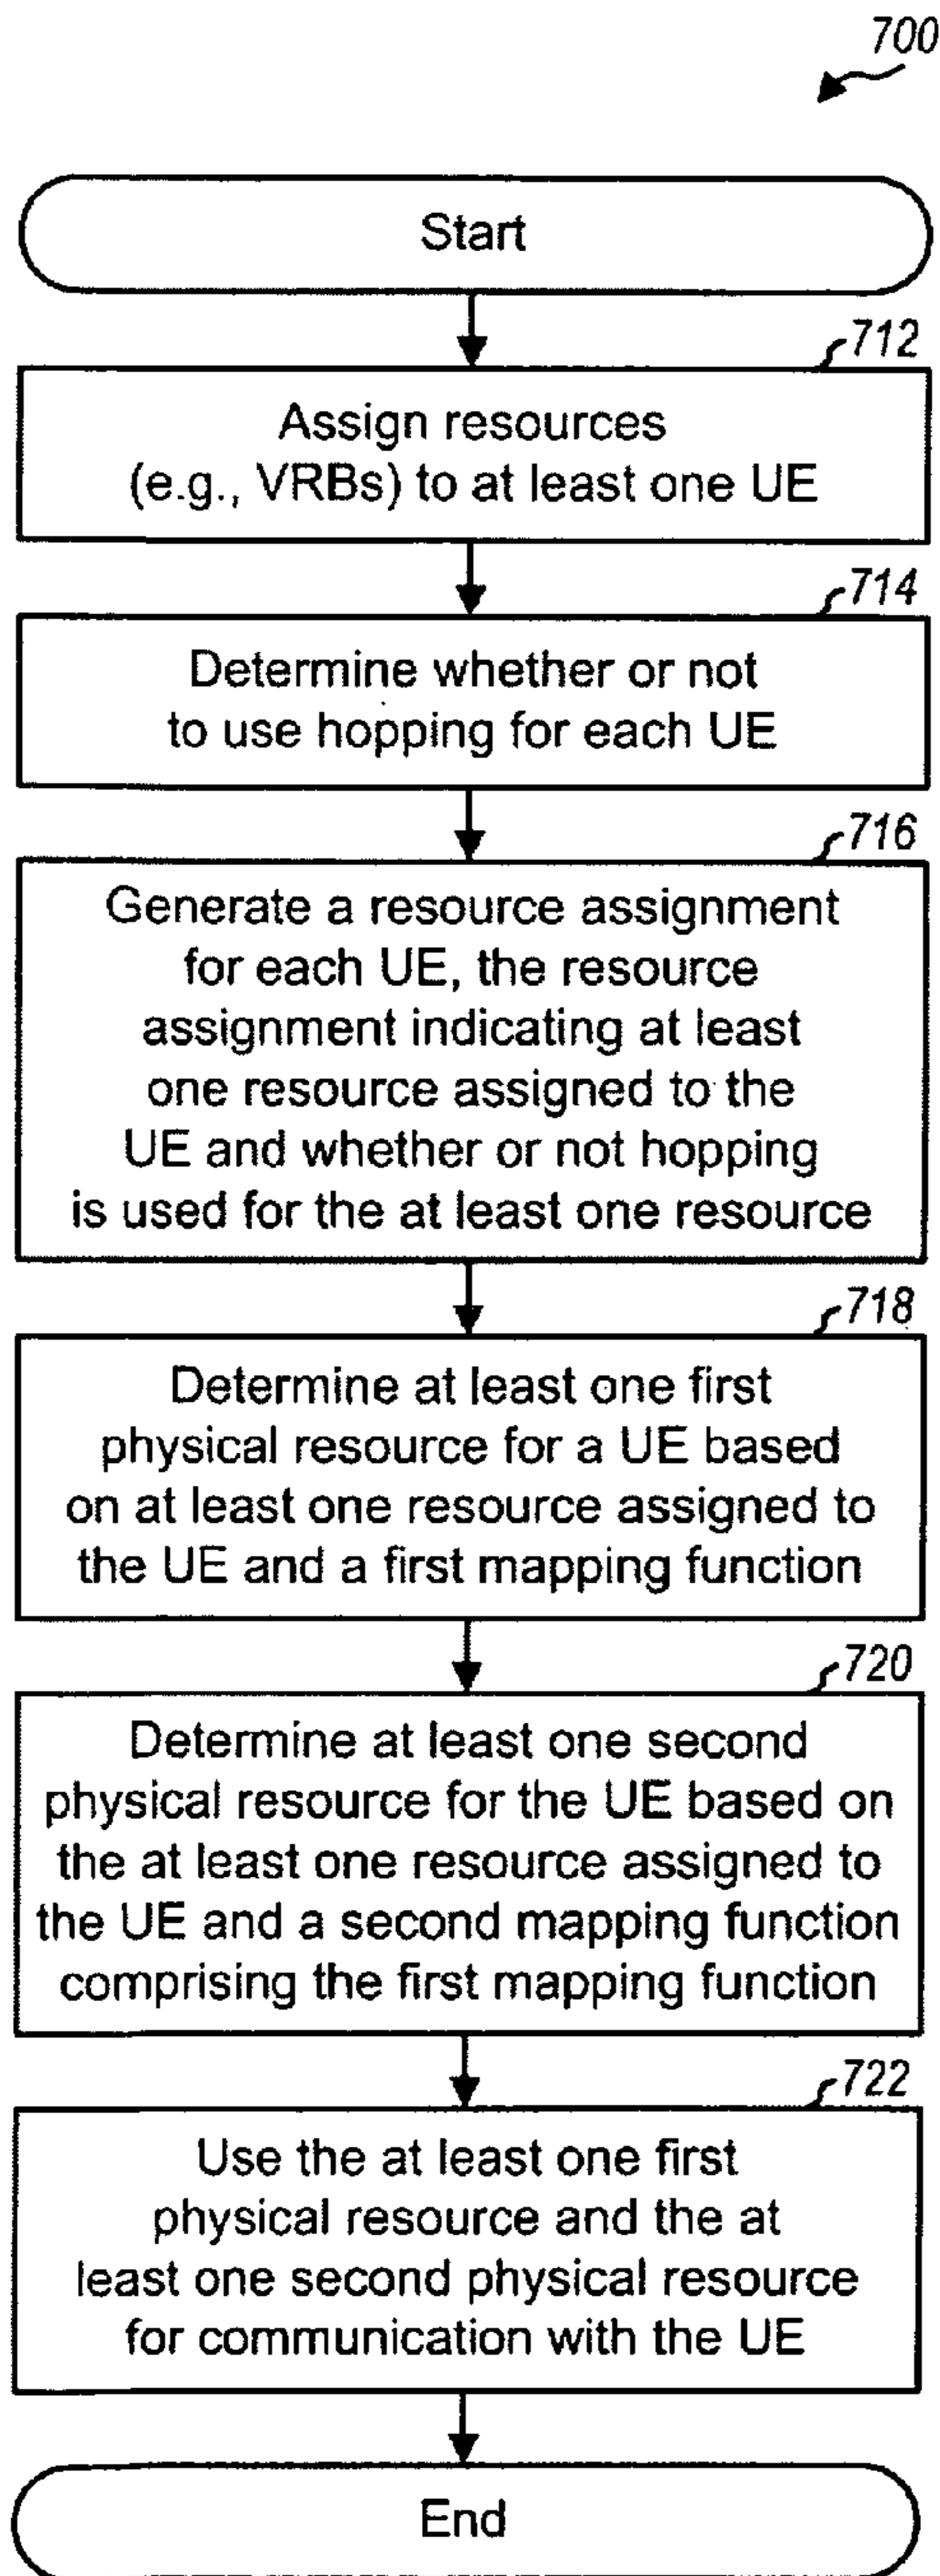 700
Start
712
Assign resources
(e.g., VRBs) to at least one UE
714
Determine whether or not
to use hopping for each UE
716
Generate a resource assignment
for each UE, the resource
assignment indicating at least
one resource assigned to the
UE and whether or not hopping
is used for the at least one resource
718
Determine at least one first
physical resource for a UE based
on at least one resource assigned to
the UE and a first mapping function
720
Determine at least one second
physical resource for the UE based on
the at least one resource assigned to
the UE and a second mapping function
comprising the first mapping function
722
Use the at least one first
physical resource and the at
least one second physical resource
for communication with the UE
End